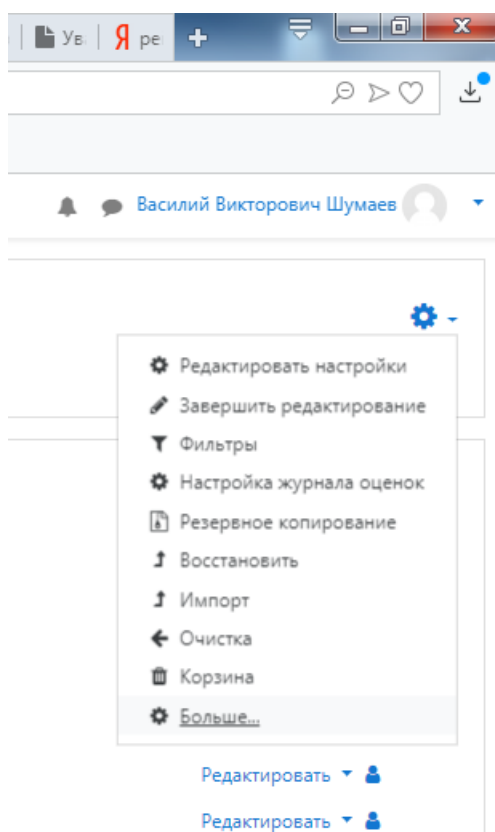 Ув
Я ре
Василий Викторович Шумаев
Редактировать настройки
Завершить редактирование
Фильтры
Настройка журнала оценок
Резервное копирование
Восстановить
Импорт
Очистка
Корзина
Больше...
Редактировать
Редактировать